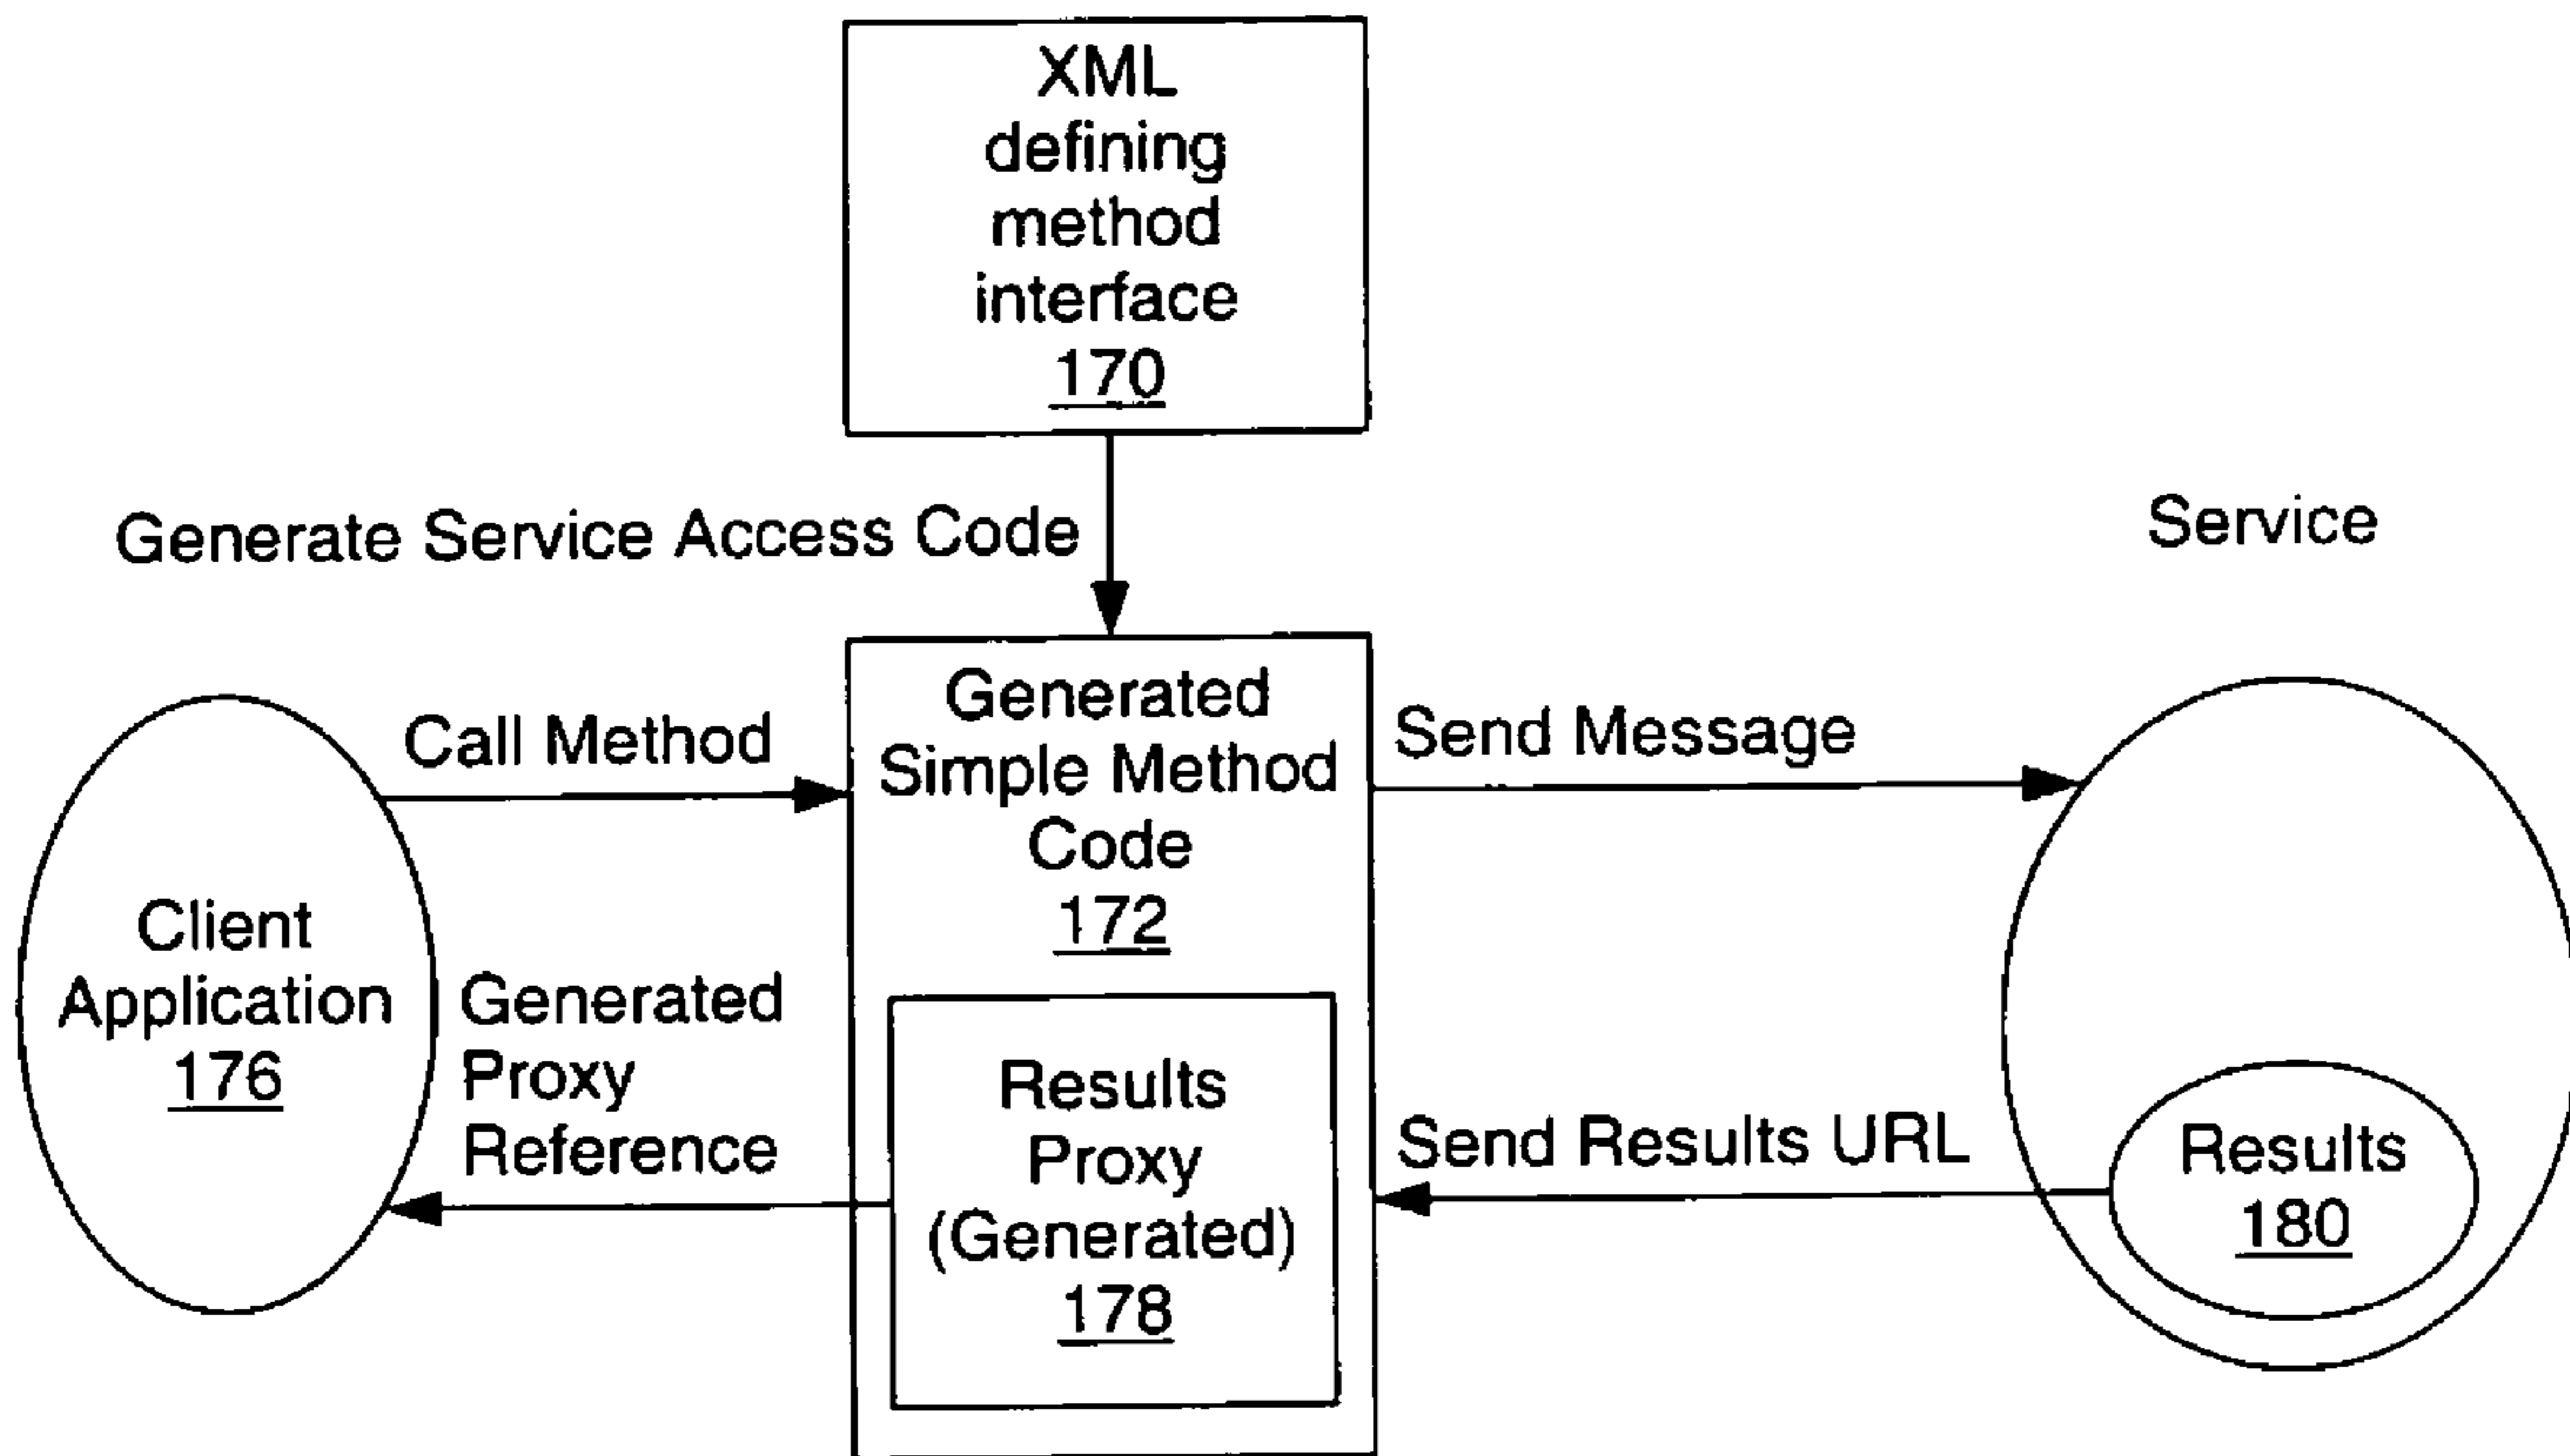 XML
defining
method
interface
170
Generate Service Access Code
Service
Generated
Simple Method
Code
172
Call Method
Send Message
Client
Application
176
Generated
Proxy
Reference
Results
Proxy
(Generated)
178
Send Results URL
Results
180